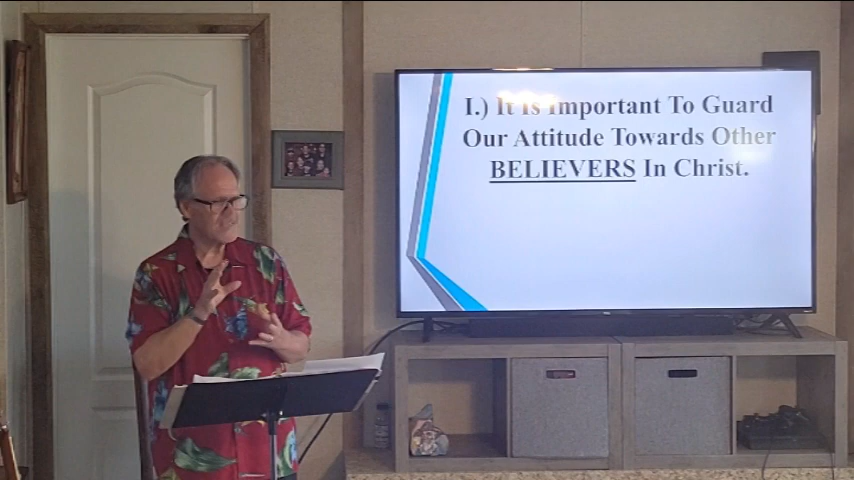 I.) It Is Important To Guard
Our Attitude Towards Other
BELIEVERS In Christ.